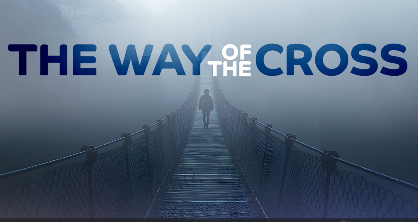 THE WAY OF THE CROSS